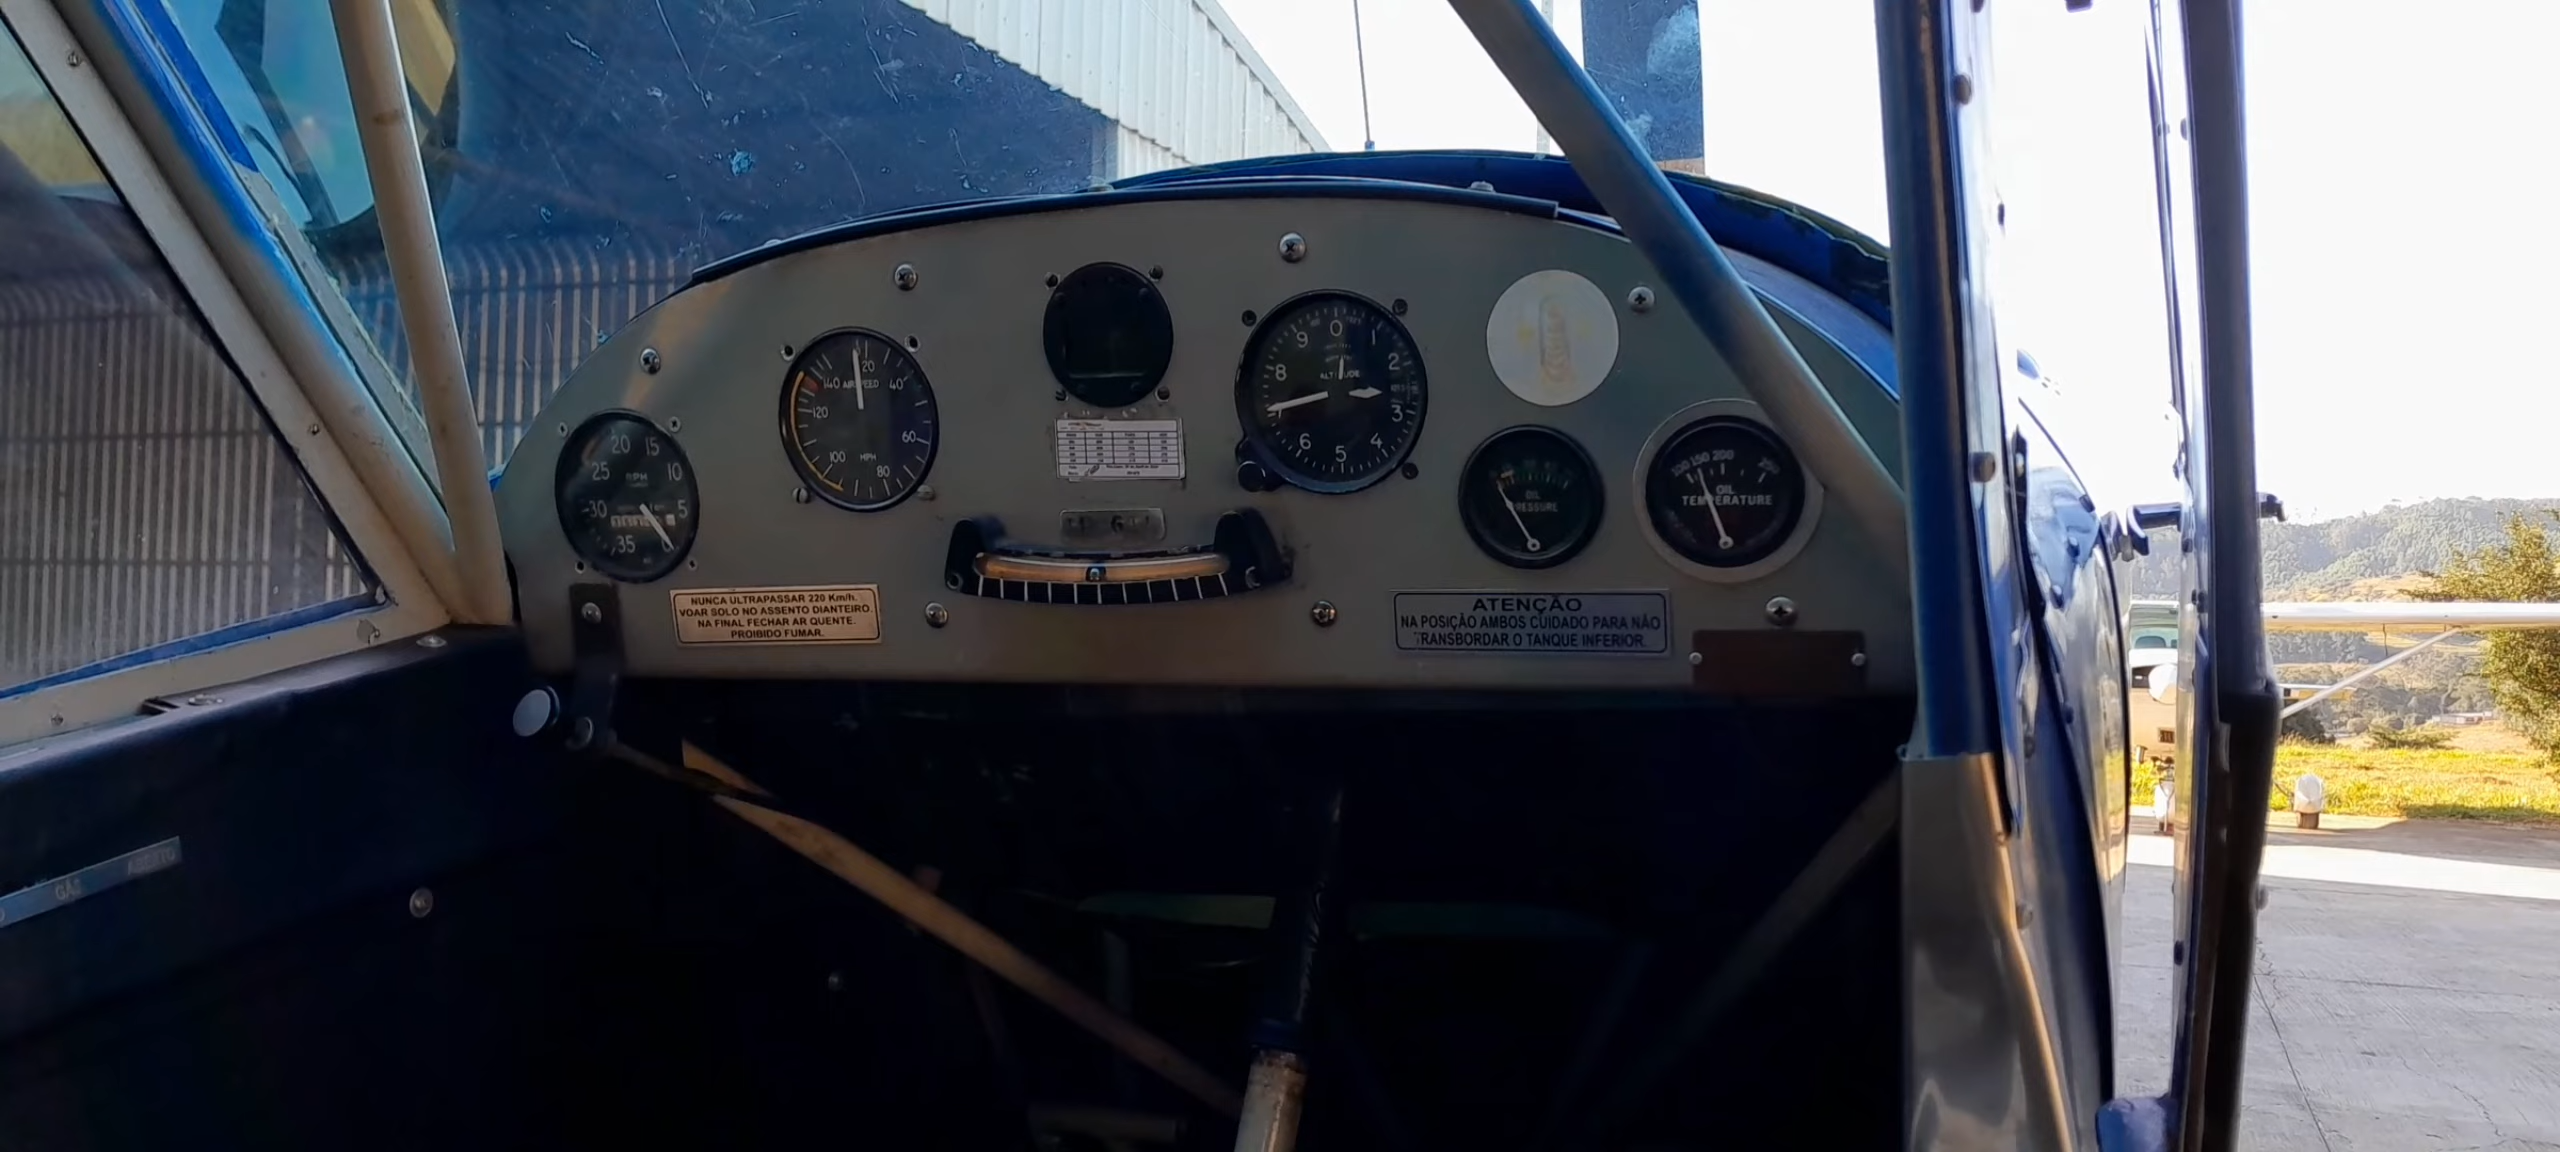 20 15
25 10
RPM
30 5
35 0
20
140 AIRSPEED 40
120
60
100 MPH 80
0
9 1
8 2
ALTITUDE
3
6 4
5
OIL
PRESSURE
100 150 200 250
OIL
TEMPERATURE
NUNCA ULTRAPASSAR 220 Km/h.
VOAR SOLO NO ASSENTO DIANTEIRO.
NA FINAL FECHAR AR QUENTE.
PROIBIDO FUMAR.
ATENÇÃO
NA POSIÇÃO AMBOS CUIDADO PARA NÃO
TRANSBORDAR O TANQUE INFERIOR.
GÁS ABERTO